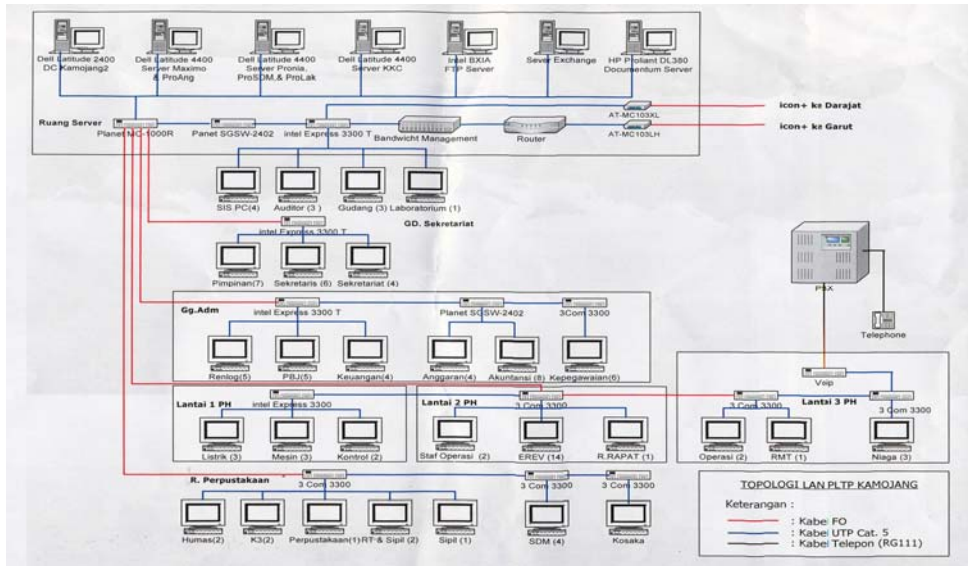 Dell Latitude 2400
DC Kamojang2
Dell Latitude 4400
Server Maximo
& ProAng
Dell Latitude 4400
Server Pronia,
ProSDM,& ProLak
Dell Latitude 4400
Server KKC
Intel BXIA
FTP Server
Sever Exchange
HP Proliant DL380
Documentum Server
Ruang Server
Planet MC-1000R
Panet SGSW-2402
intel Express 3300 T
Bandwicht Management
Router
AT-MC103XL
AT-MC103LH
icon+ ke Darajat
icon+ ke Garut
SIS PC(4)
Auditor (3 )
Gudang (3)
Laboratorium (1)
intel Express 3300 T
GD. Sekretariat
Pimpinan(7)
Sekretaris (6)
Sekretariat (4)
PBX
Telephone
Gg.Adm
intel Express 3300 T
Planet SGSW-2402
3Com 3300
Renlog(5)
PBJ(5)
Keuangan(4)
Anggaran(4)
Akuntansi (8)
Kepegawaian(6)
Lantai 1 PH
intel Express 3300
Listrik (3)
Mesin (3)
Kontrol (2)
Lantai 2 PH
3 Com 3300
Staf Operasi (2)
EREV (14)
R.RAPAT (1)
Voip
3 Com 3300
Lantxi 3 PH
3 Com 3300
Operasi (2)
RMT (1)
Niaga (3)
R. Perpustakaan
3 Com 3300
3 Com 3300
3 Com 3300
Humas(2)
K3(2)
Perpustakaan(1)
RT & Sipil (2)
Sipil (1)
SDM (4)
Kosaka
TOPOLOGI LAN PLTP KAMOJANG
Keterangan :
: Kabel FO
: Kabel UTP Cat. 5
: Kabel Telepon (RG111)